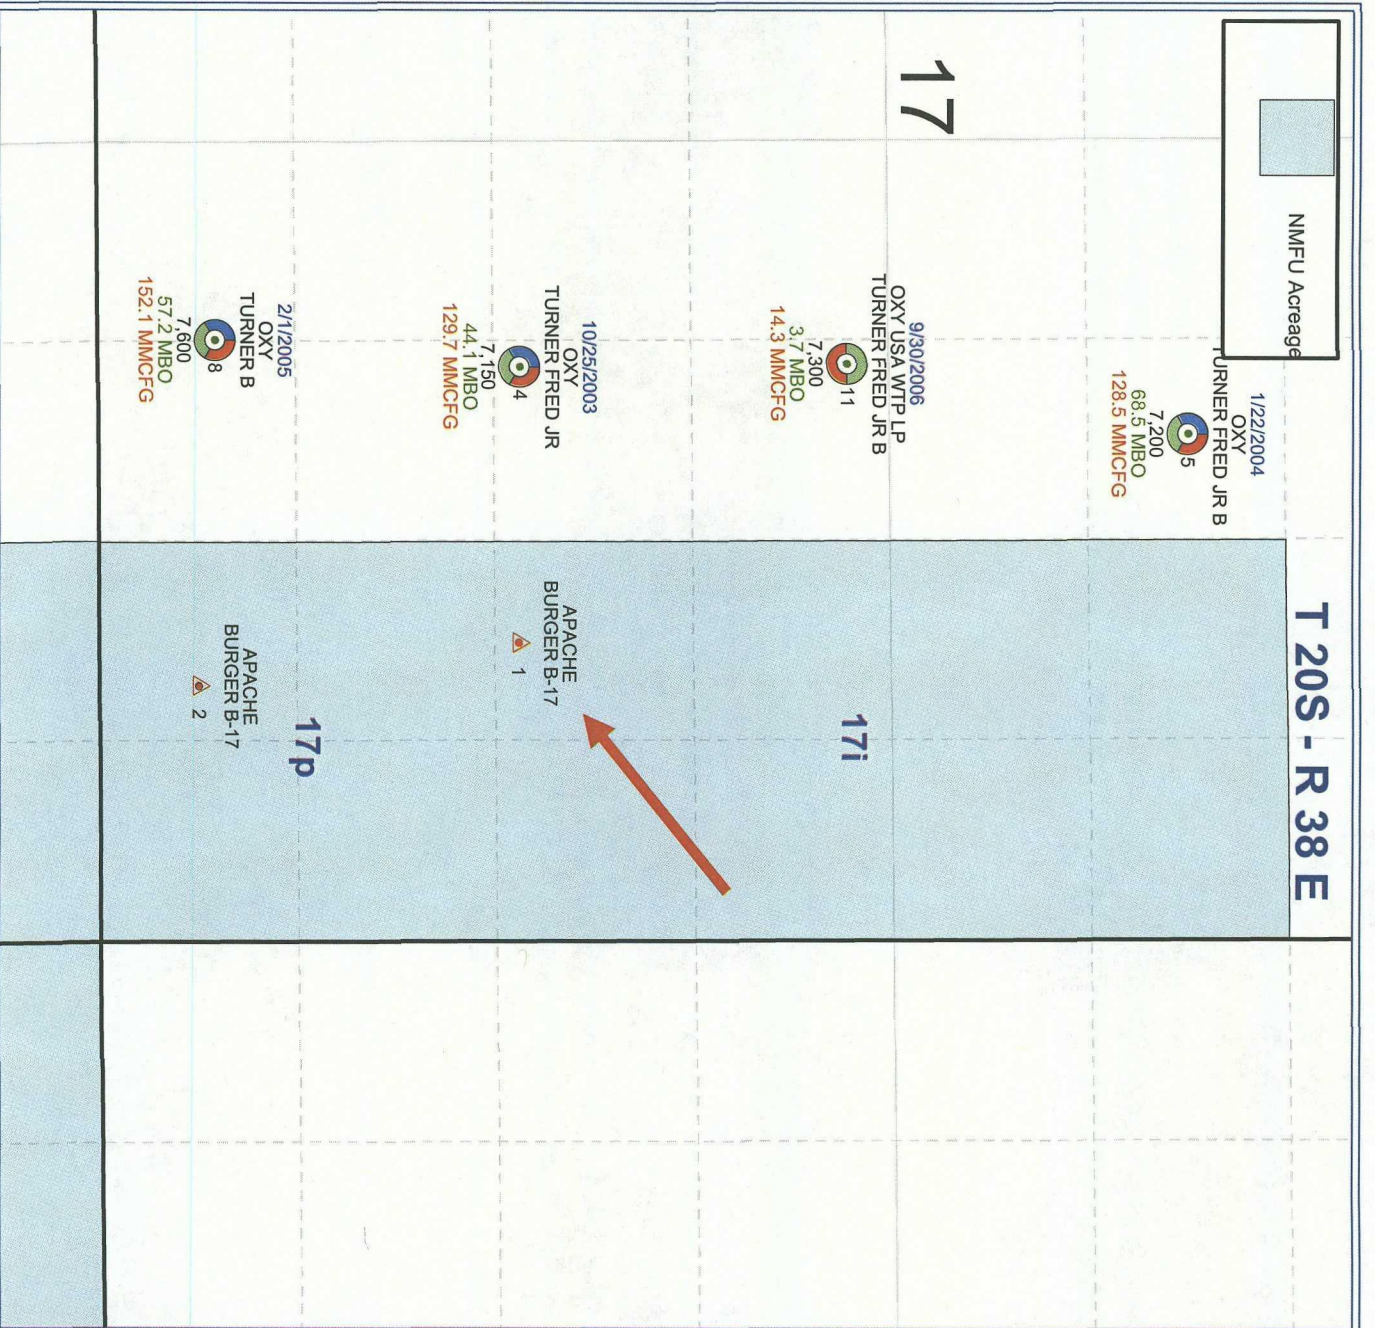 NMFU Acreage
T 20S - R 38 E
17
1/22/2004
OXY
TURNER FRED JR B
5
7,200
68.5 MBO
128.5 MMCFG
9/30/2006
OXY USA WTP LP
TURNER FRED JR B
11
7,300
3.7 MBO
14.3 MMCFG
17i
10/25/2003
OXY
TURNER FRED JR
4
7,150
44.1 MBO
129.7 MMCFG
APACHE
BURGER B-17
1
2/1/2005
OXY
TURNER B
8
7,600
57.2 MBO
152.1 MMCFG
17p
APACHE
BURGER B-17
2